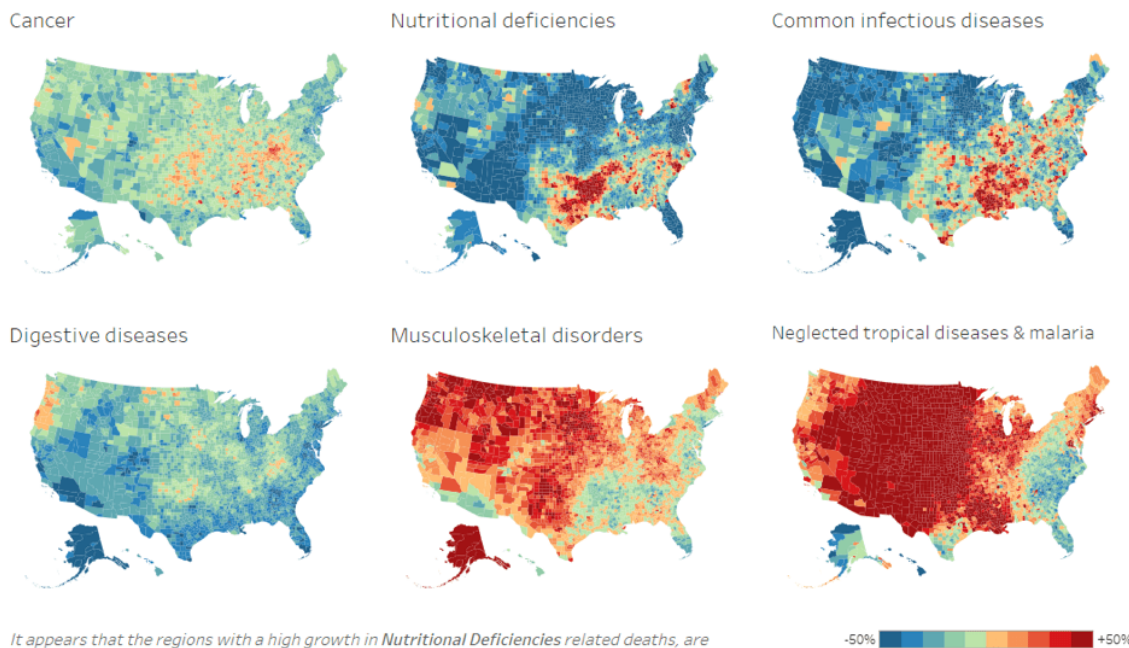 Cancer
Nutritional deficiencies
Common infectious diseases
Digestive diseases
Musculoskeletal disorders
Neglected tropical diseases & malaria
It appears that the regions with a high growth in Nutritional Deficiencies related deaths, are
-50%
+50%